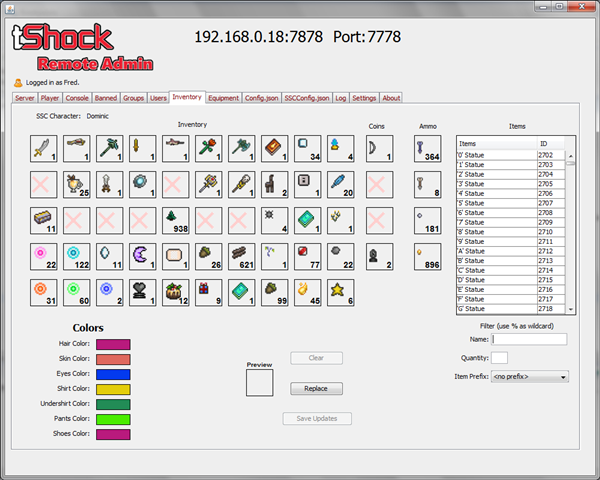 tShock
Remote Admin
192.168.0.18:7878 Port:7778
Logged in as Fred.
Server Player Console Banned Groups Users Inventory Equipment Config.json SSCConfig.json Log Settings About
SSC Character: Dominic
Inventory Coins Ammo Items
1 1 1 1 1 1 1 1 34 4 1 364
25 1 1 1 1 2 1 20 8
11 938 4 1 1 181
22 122 11 1 1 26 621 1 77 22 2 896
31 60 2 1 12 9 1 99 45 6
Items ID
'0' Statue 2702
'1' Statue 2703
'2' Statue 2704
'3' Statue 2705
'4' Statue 2706
'5' Statue 2707
'6' Statue 2708
'7' Statue 2709
'8' Statue 2710
'9' Statue 2711
'A' Statue 2712
'B' Statue 2713
'C' Statue 2714
'D' Statue 2715
'E' Statue 2716
'F' Statue 2717
'G' Statue 2718
Filter (use % as wildcard)
Name:
Quantity:
Item Prefix: <no prefix>
Colors
Hair Color:
Skin Color:
Eyes Color:
Shirt Color:
Undershirt Color:
Pants Color:
Shoes Color:
Preview
Clear
Replace
Save Updates